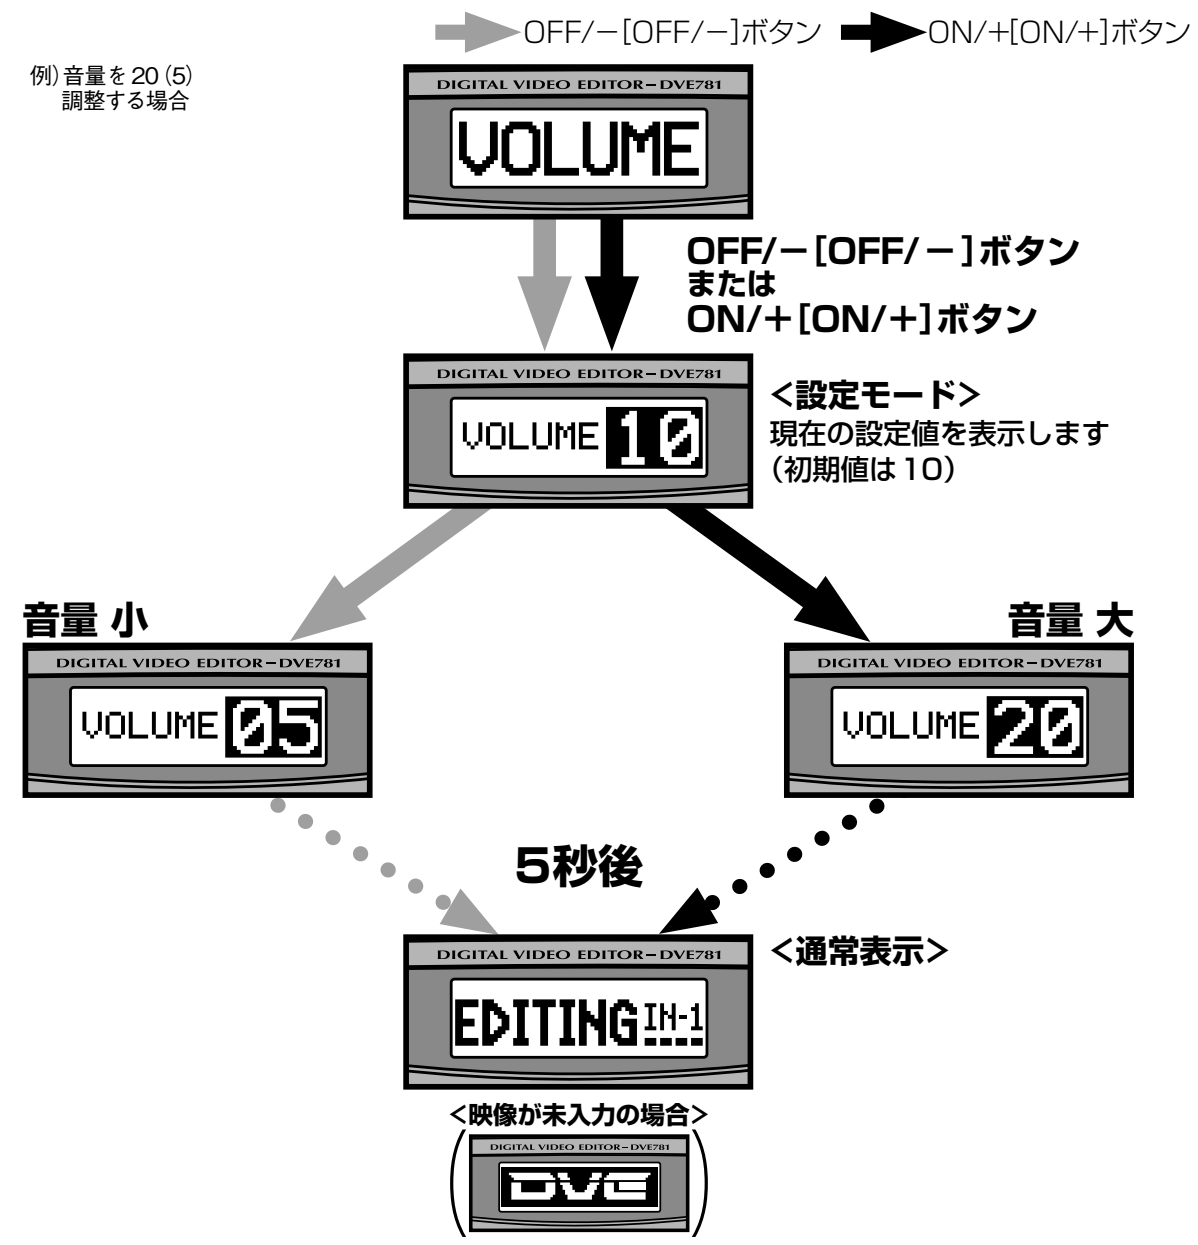 OFF/－[OFF/－]ボタン ON/＋[ON/＋]ボタン
例)音量を20(5)
調整する場合
DIGITAL VIDEO EDITOR－DVE781
VOLUME
OFF/－[OFF/－]ボタン
または
ON/＋[ON/＋]ボタン
DIGITAL VIDEO EDITOR－DVE781
VOLUME 10
<設定モード>
現在の設定値を表示します
(初期値は10)
音量 小
DIGITAL VIDEO EDITOR－DVE781
VOLUME 05
音量 大
DIGITAL VIDEO EDITOR－DVE781
VOLUME 20
5秒後
DIGITAL VIDEO EDITOR－DVE781
EDITING IN-1
<通常表示>
<映像が未入力の場合>
DIGITAL VIDEO EDITOR－DVE781
DVE